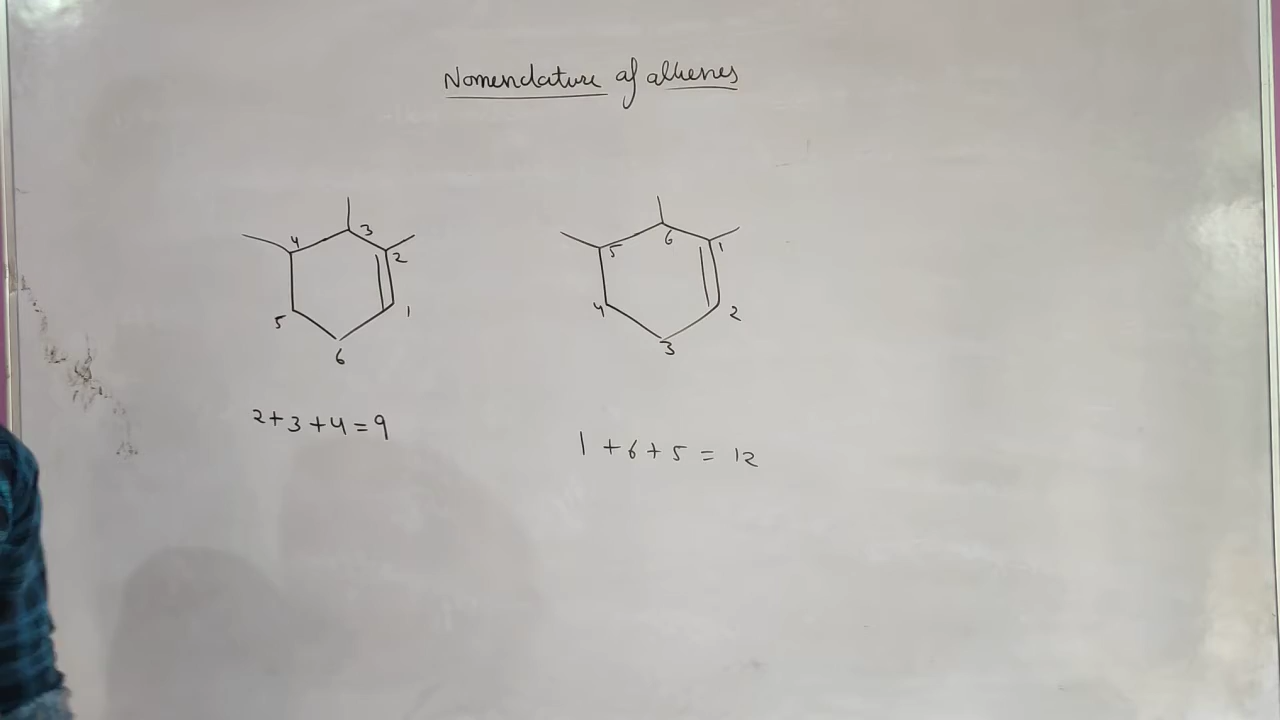 Nomenclature of alkenes
4 3 2 1 5 6
5 6 1 2 4 3
2+3+4=9
1+6+5=12